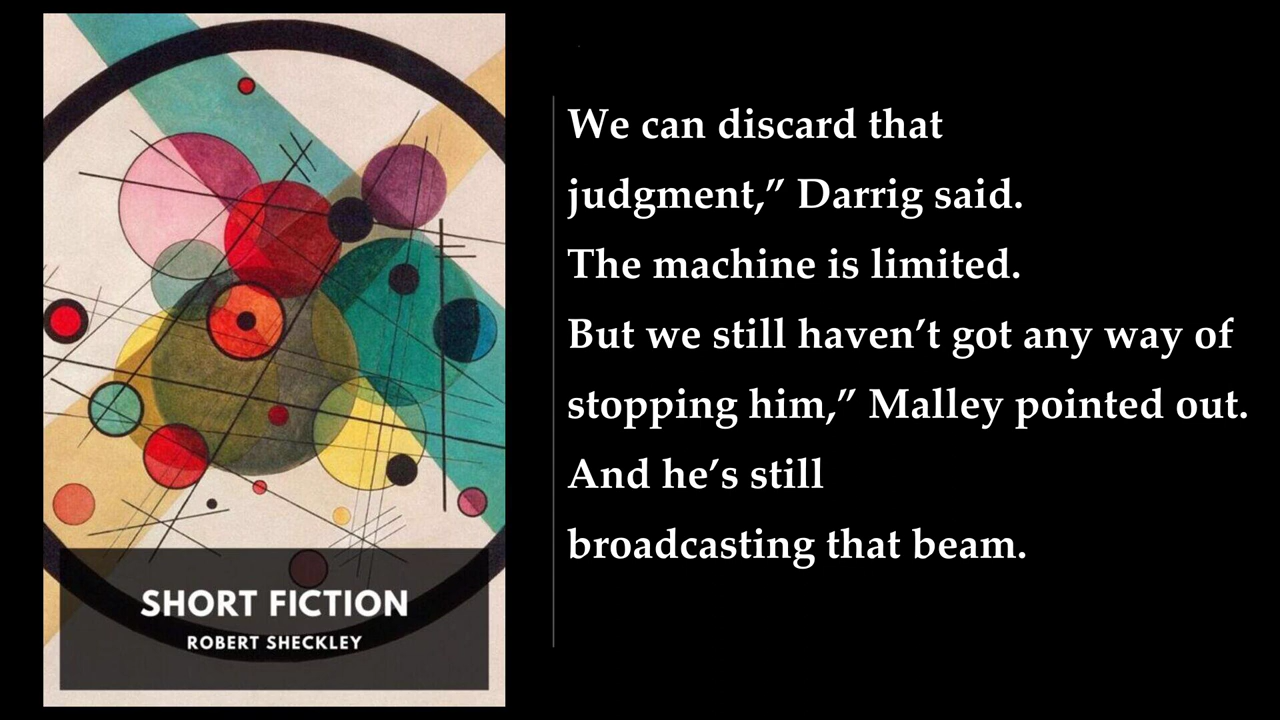 SHORT FICTION
ROBERT SHECKLEY
We can discard that
judgment,” Darrig said.
The machine is limited.
But we still haven’t got any way of
stopping him,” Malley pointed out.
And he’s still
broadcasting that beam.